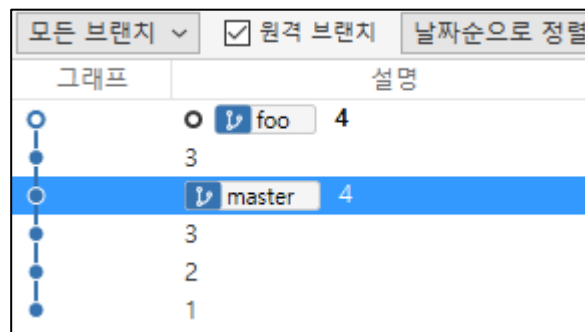 모든 브랜치 원격 브랜치 날짜순으로 정렬
그래프 설명
foo 4
3
master 4
3
2
1